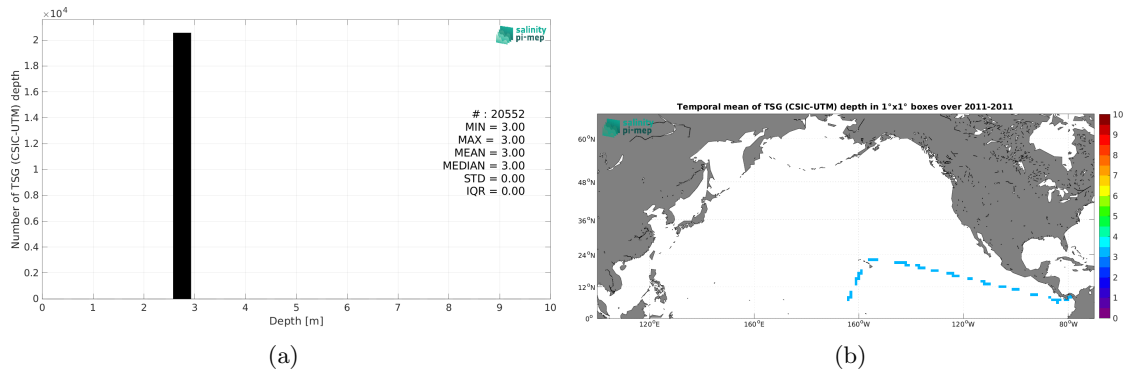 ×10⁴
2
1.8
1.6
1.4
1.2
1
0.8
0.6
0.4
0.2
0
Number of TSG (CSIC-UTM) depth
salinity
pi-mep
# : 20552
MIN = 3.00
MAX = 3.00
MEAN = 3.00
MEDIAN = 3.00
STD = 0.00
IQR = 0.00
0 1 2 3 4 5 6 7 8 9 10
Depth [m]
(a)
Temporal mean of TSG (CSIC-UTM) depth in 1°x1° boxes over 2011-2011
salinity
pi-mep
60°N
48°N
36°N
24°N
12°N
0°
120°E 160°E 160°W 120°W 80°W
10
9
8
7
6
5
4
3
2
1
0
(b)